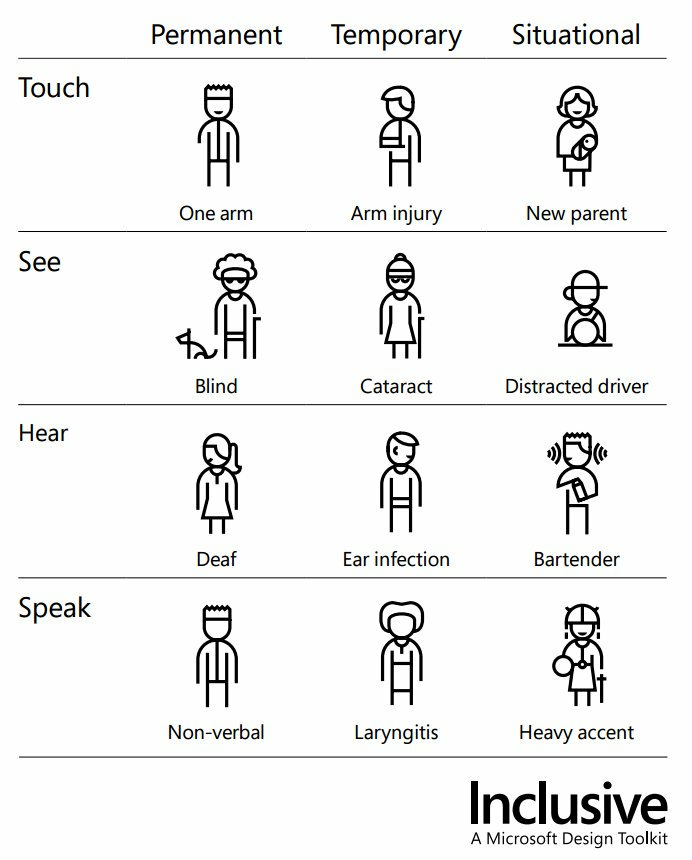 Permanent Temporary Situational
Touch
One arm Arm injury New parent
See
Blind Cataract Distracted driver
Hear
Deaf Ear infection Bartender
Speak
Non-verbal Laryngitis Heavy accent
Inclusive
A Microsoft Design Toolkit